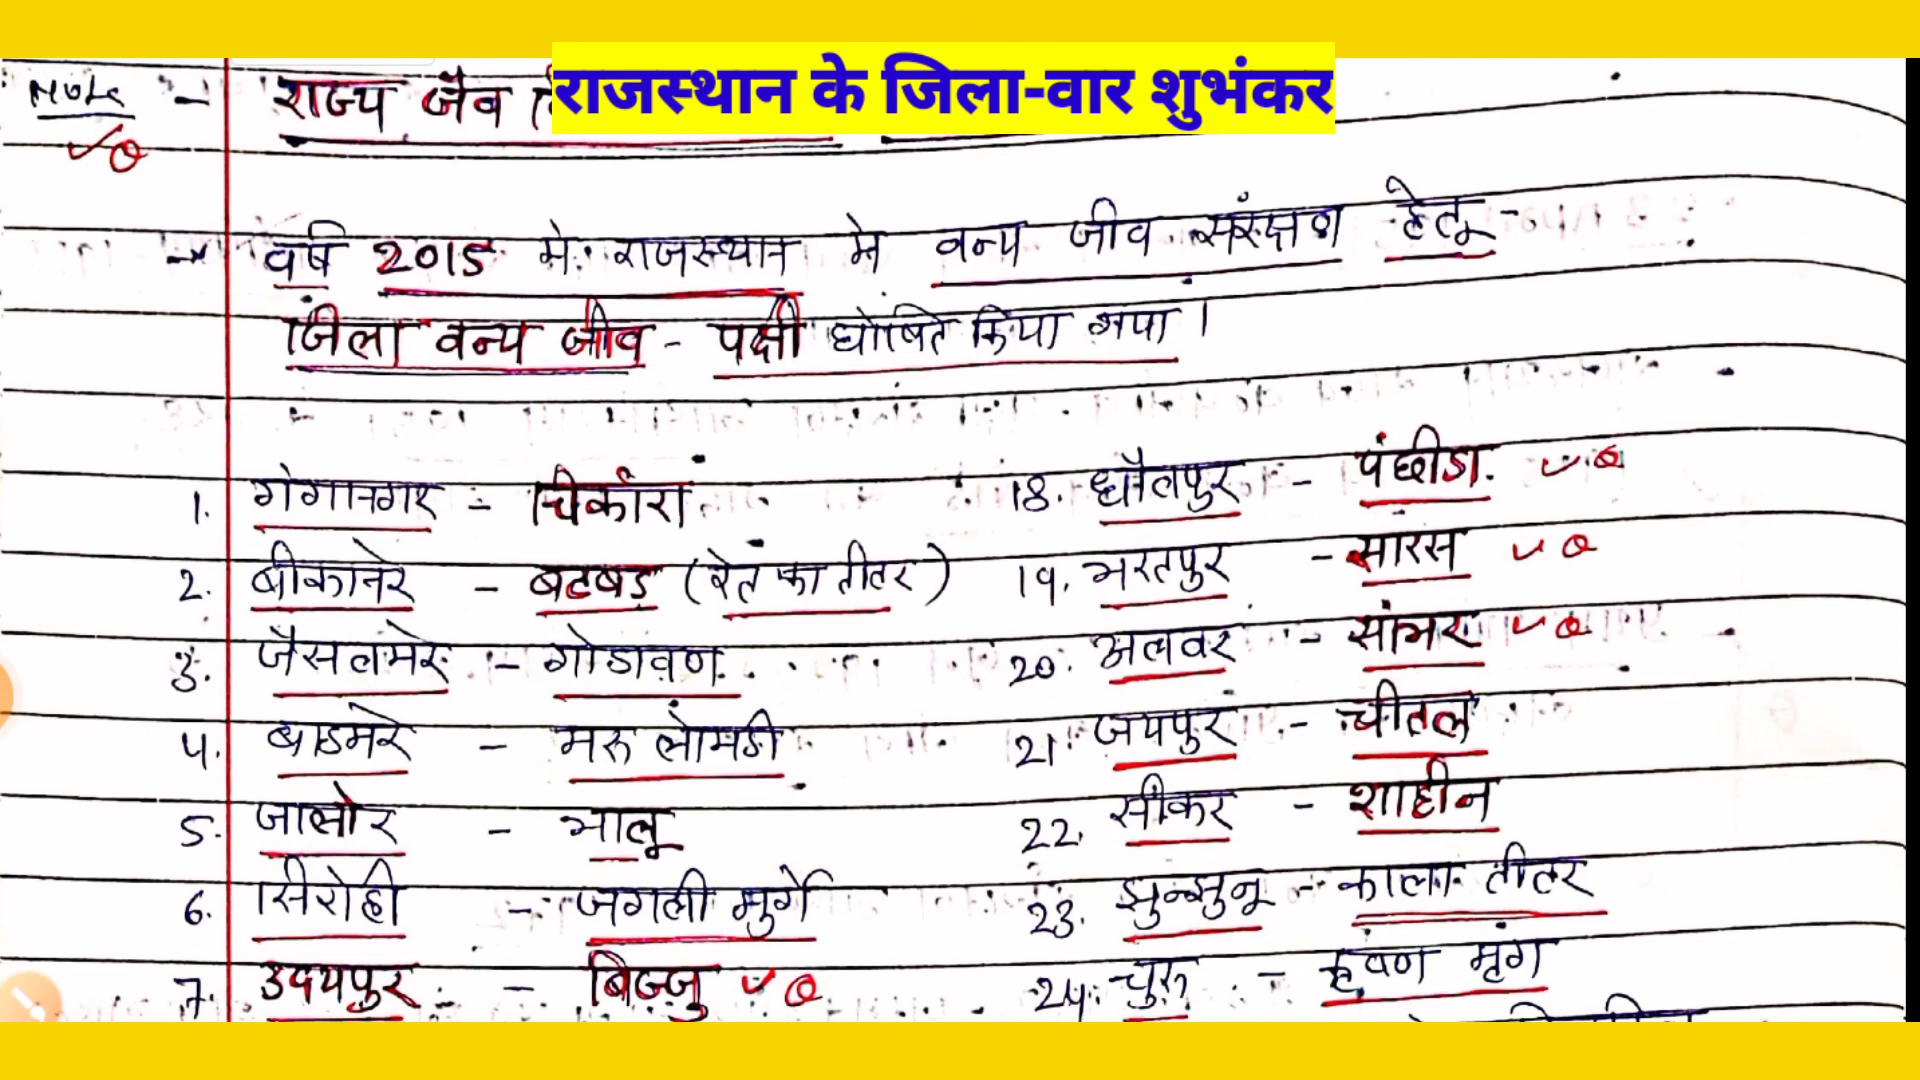 राजस्थान के जिला-वार शुभंकर
Note - राज्य जैव
वर्ष 2015 मे राजस्थान मे वन्य जीव संरक्षण हेतू -
जिला वन्य जीव - पक्षी घोषित किया गया ।
1. गंगानगर - चिकारा
2. बीकानेर - बटबड़ (रेत का तीतर)
3. जैसलमेर - गोडावण
4. बाडमेर - मरु लोमडी
5. जालोर - भालू
6. सिरोही - जंगली मुर्गे
7. उदयपुर - बिज्जु
18. धौलपुर - पंछीडा
19. भरतपुर - सारस
20. अलवर - सांभर
21. जयपुर - चीतल
22. सीकर - शाहीन
23. झुन्झुनू - काला तीतर
24. चुरू - कृष्ण मृग